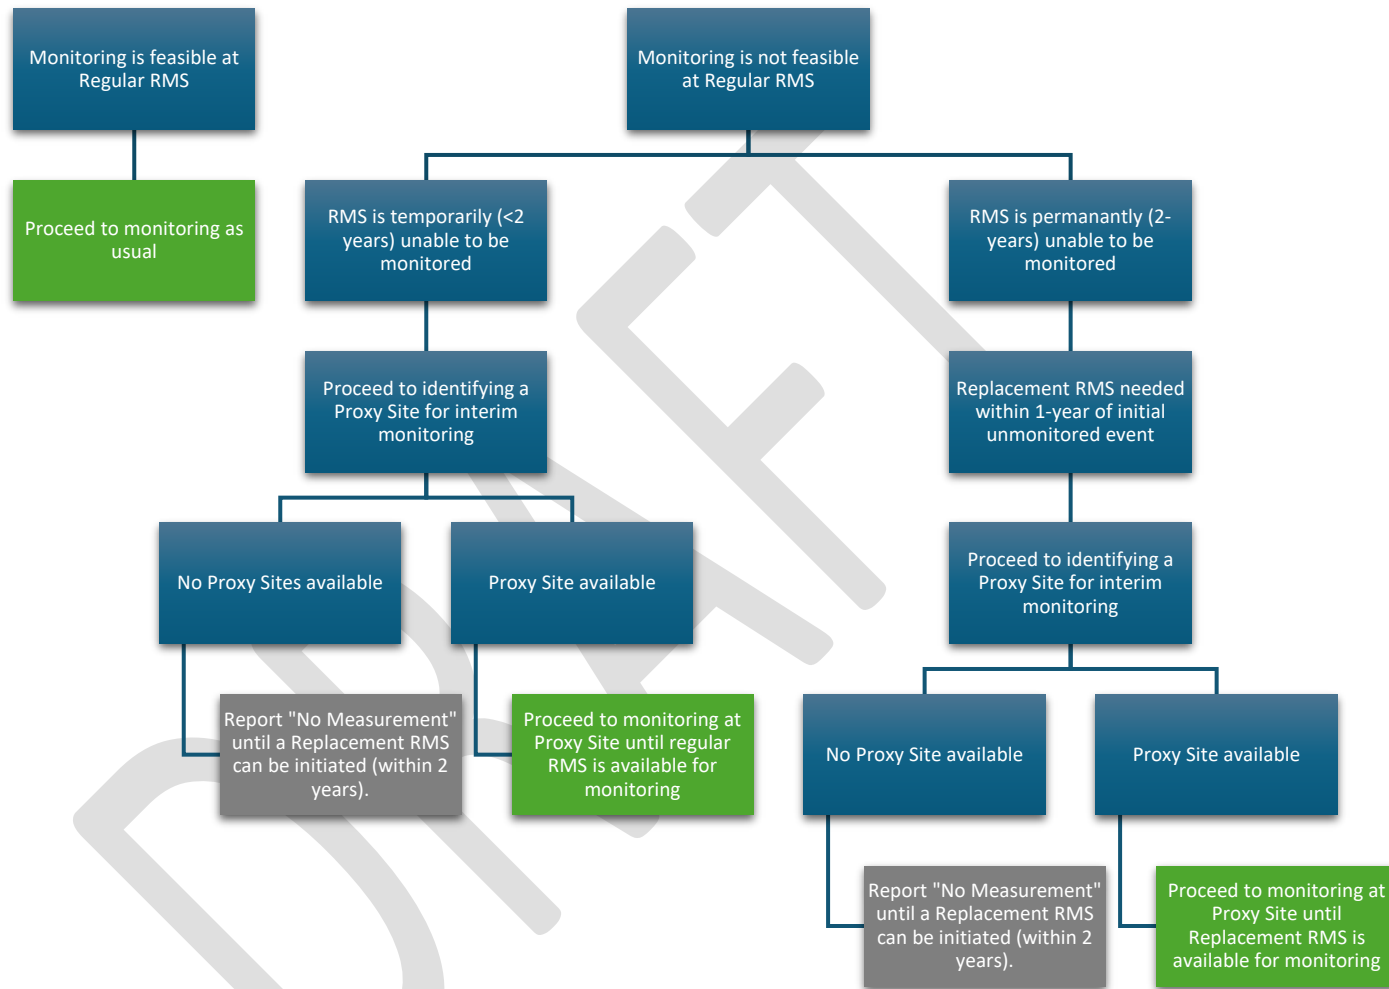 Monitoring is feasible at
Regular RMS
Monitoring is not feasible
at Regular RMS
Proceed to monitoring as
usual
RMS is temporarily (<2
years) unable to be
monitored
RMS is permanantly (2-
years) unable to be
monitored
Proceed to identifying a
Proxy Site for interim
monitoring
Replacement RMS needed
within 1-year of initial
unmonitored event
No Proxy Sites available
Proxy Site available
Proceed to identifying a
Proxy Site for interim
monitoring
Report "No Measurement"
until a Replacement RMS
can be initiated (within 2
years).
Proceed to monitoring at
Proxy Site until regular
RMS is available for
monitoring
No Proxy Site available
Proxy Site available
Report "No Measurement"
until a Replacement RMS
can be initiated (within 2
years).
Proceed to monitoring at
Proxy Site until
Replacement RMS is
available for monitoring
DRAFT